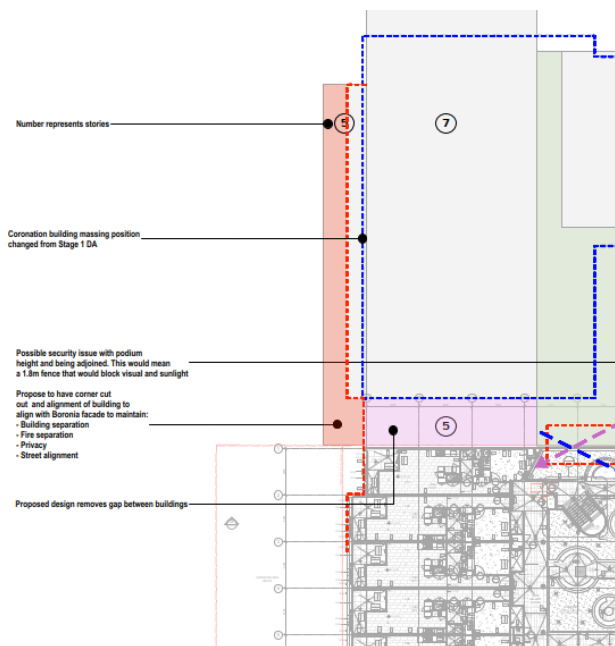 Number represents stories
5
7
Coronation building massing position
changed from Stage 1 DA
Possible security issue with podium
height and being adjoined. This would mean
a 1.8m fence that would block visual and sunlight
Propose to have corner cut
out and alignment of building to
align with Boronia facade to maintain:
- Building separation
- Fire separation
- Privacy
- Street alignment
5
Proposed design removes gap between buildings